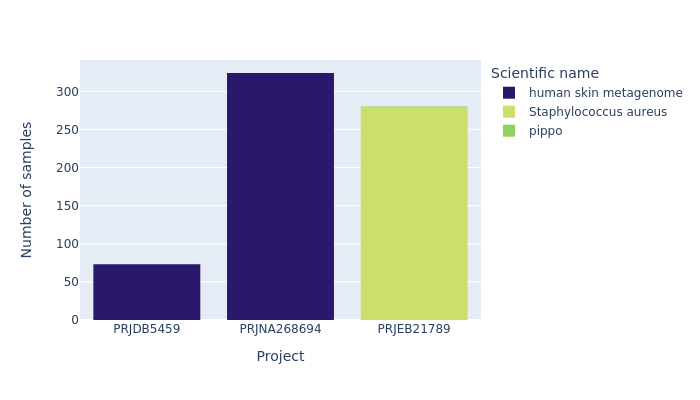 Scientific name
human skin metagenome
Staphylococcus aureus
pippo
Number of samples
300
250
200
150
100
50
0
PRJDB5459 PRJNA268694 PRJEB21789
Project